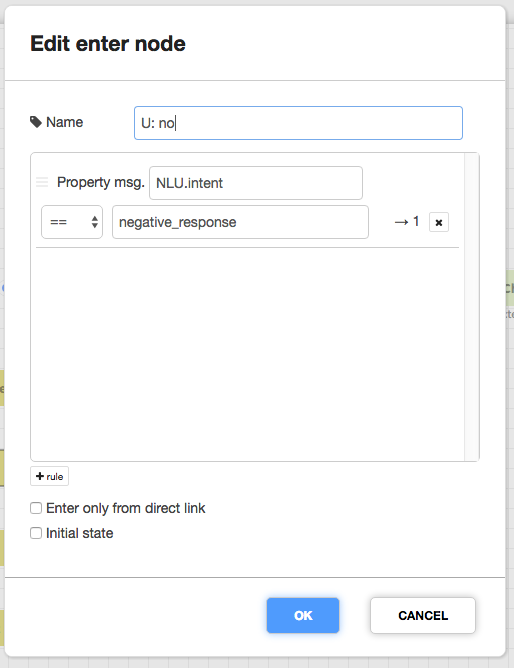 Edit enter node
Name U: no
Property msg. NLU.intent
== negative_response → 1 x
+ rule
Enter only from direct link
Initial state
OK CANCEL